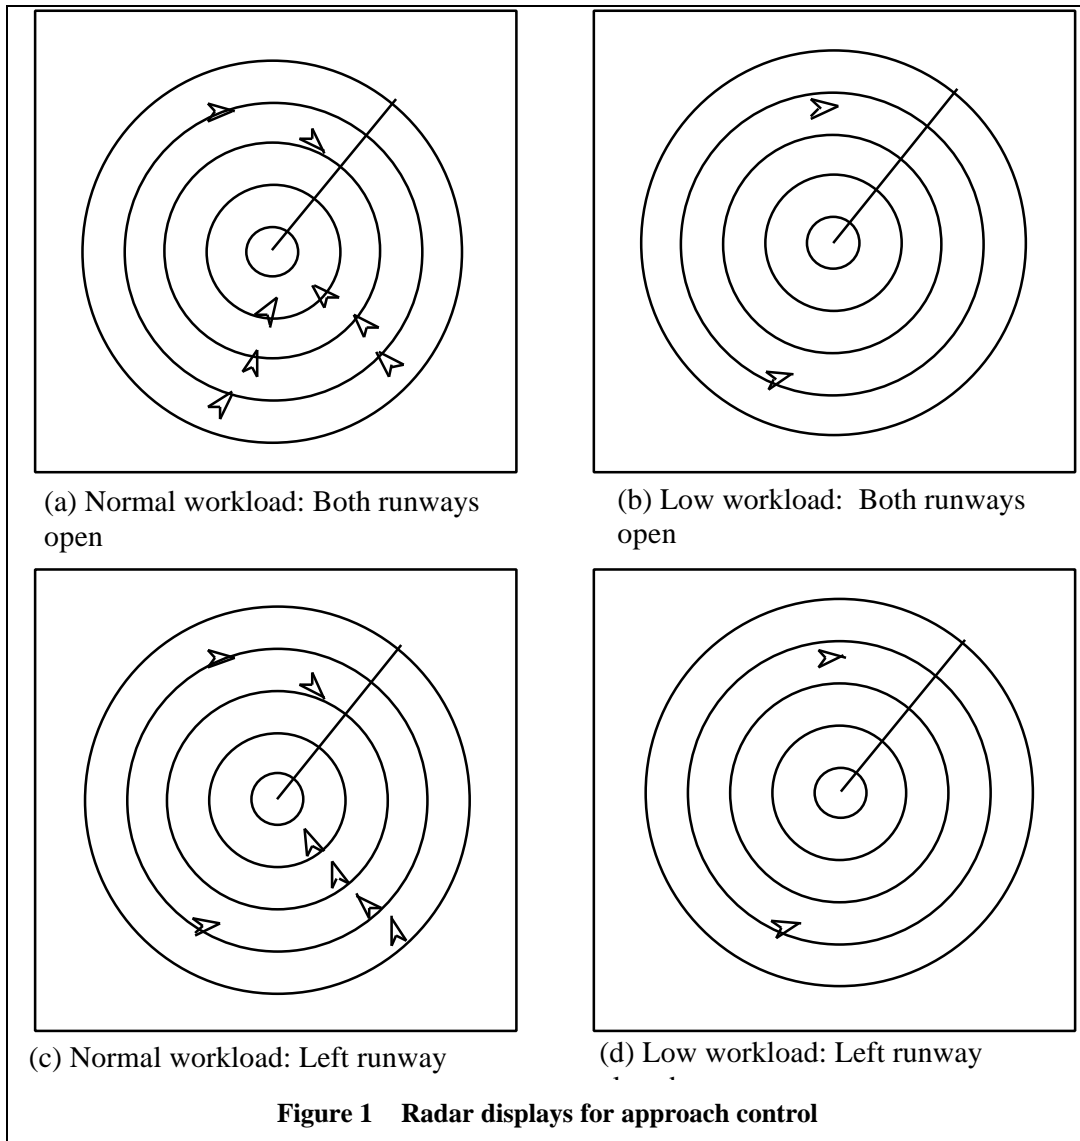 (a) Normal workload: Both runways
open
(b) Low workload: Both runways
open
(c) Normal workload: Left runway
(d) Low workload: Left runway
Figure 1 Radar displays for approach control